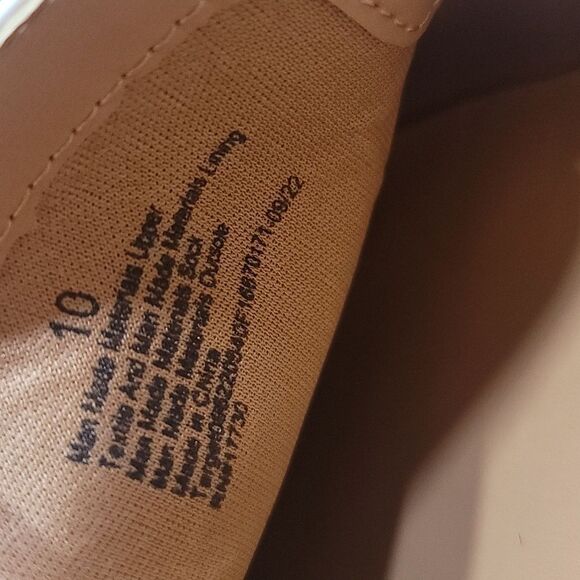 10
Man Made Materials Upper
Textile And Man Made Materials Lining
Man Made Materials Sock
Man Made Materials Outsole
Made in China